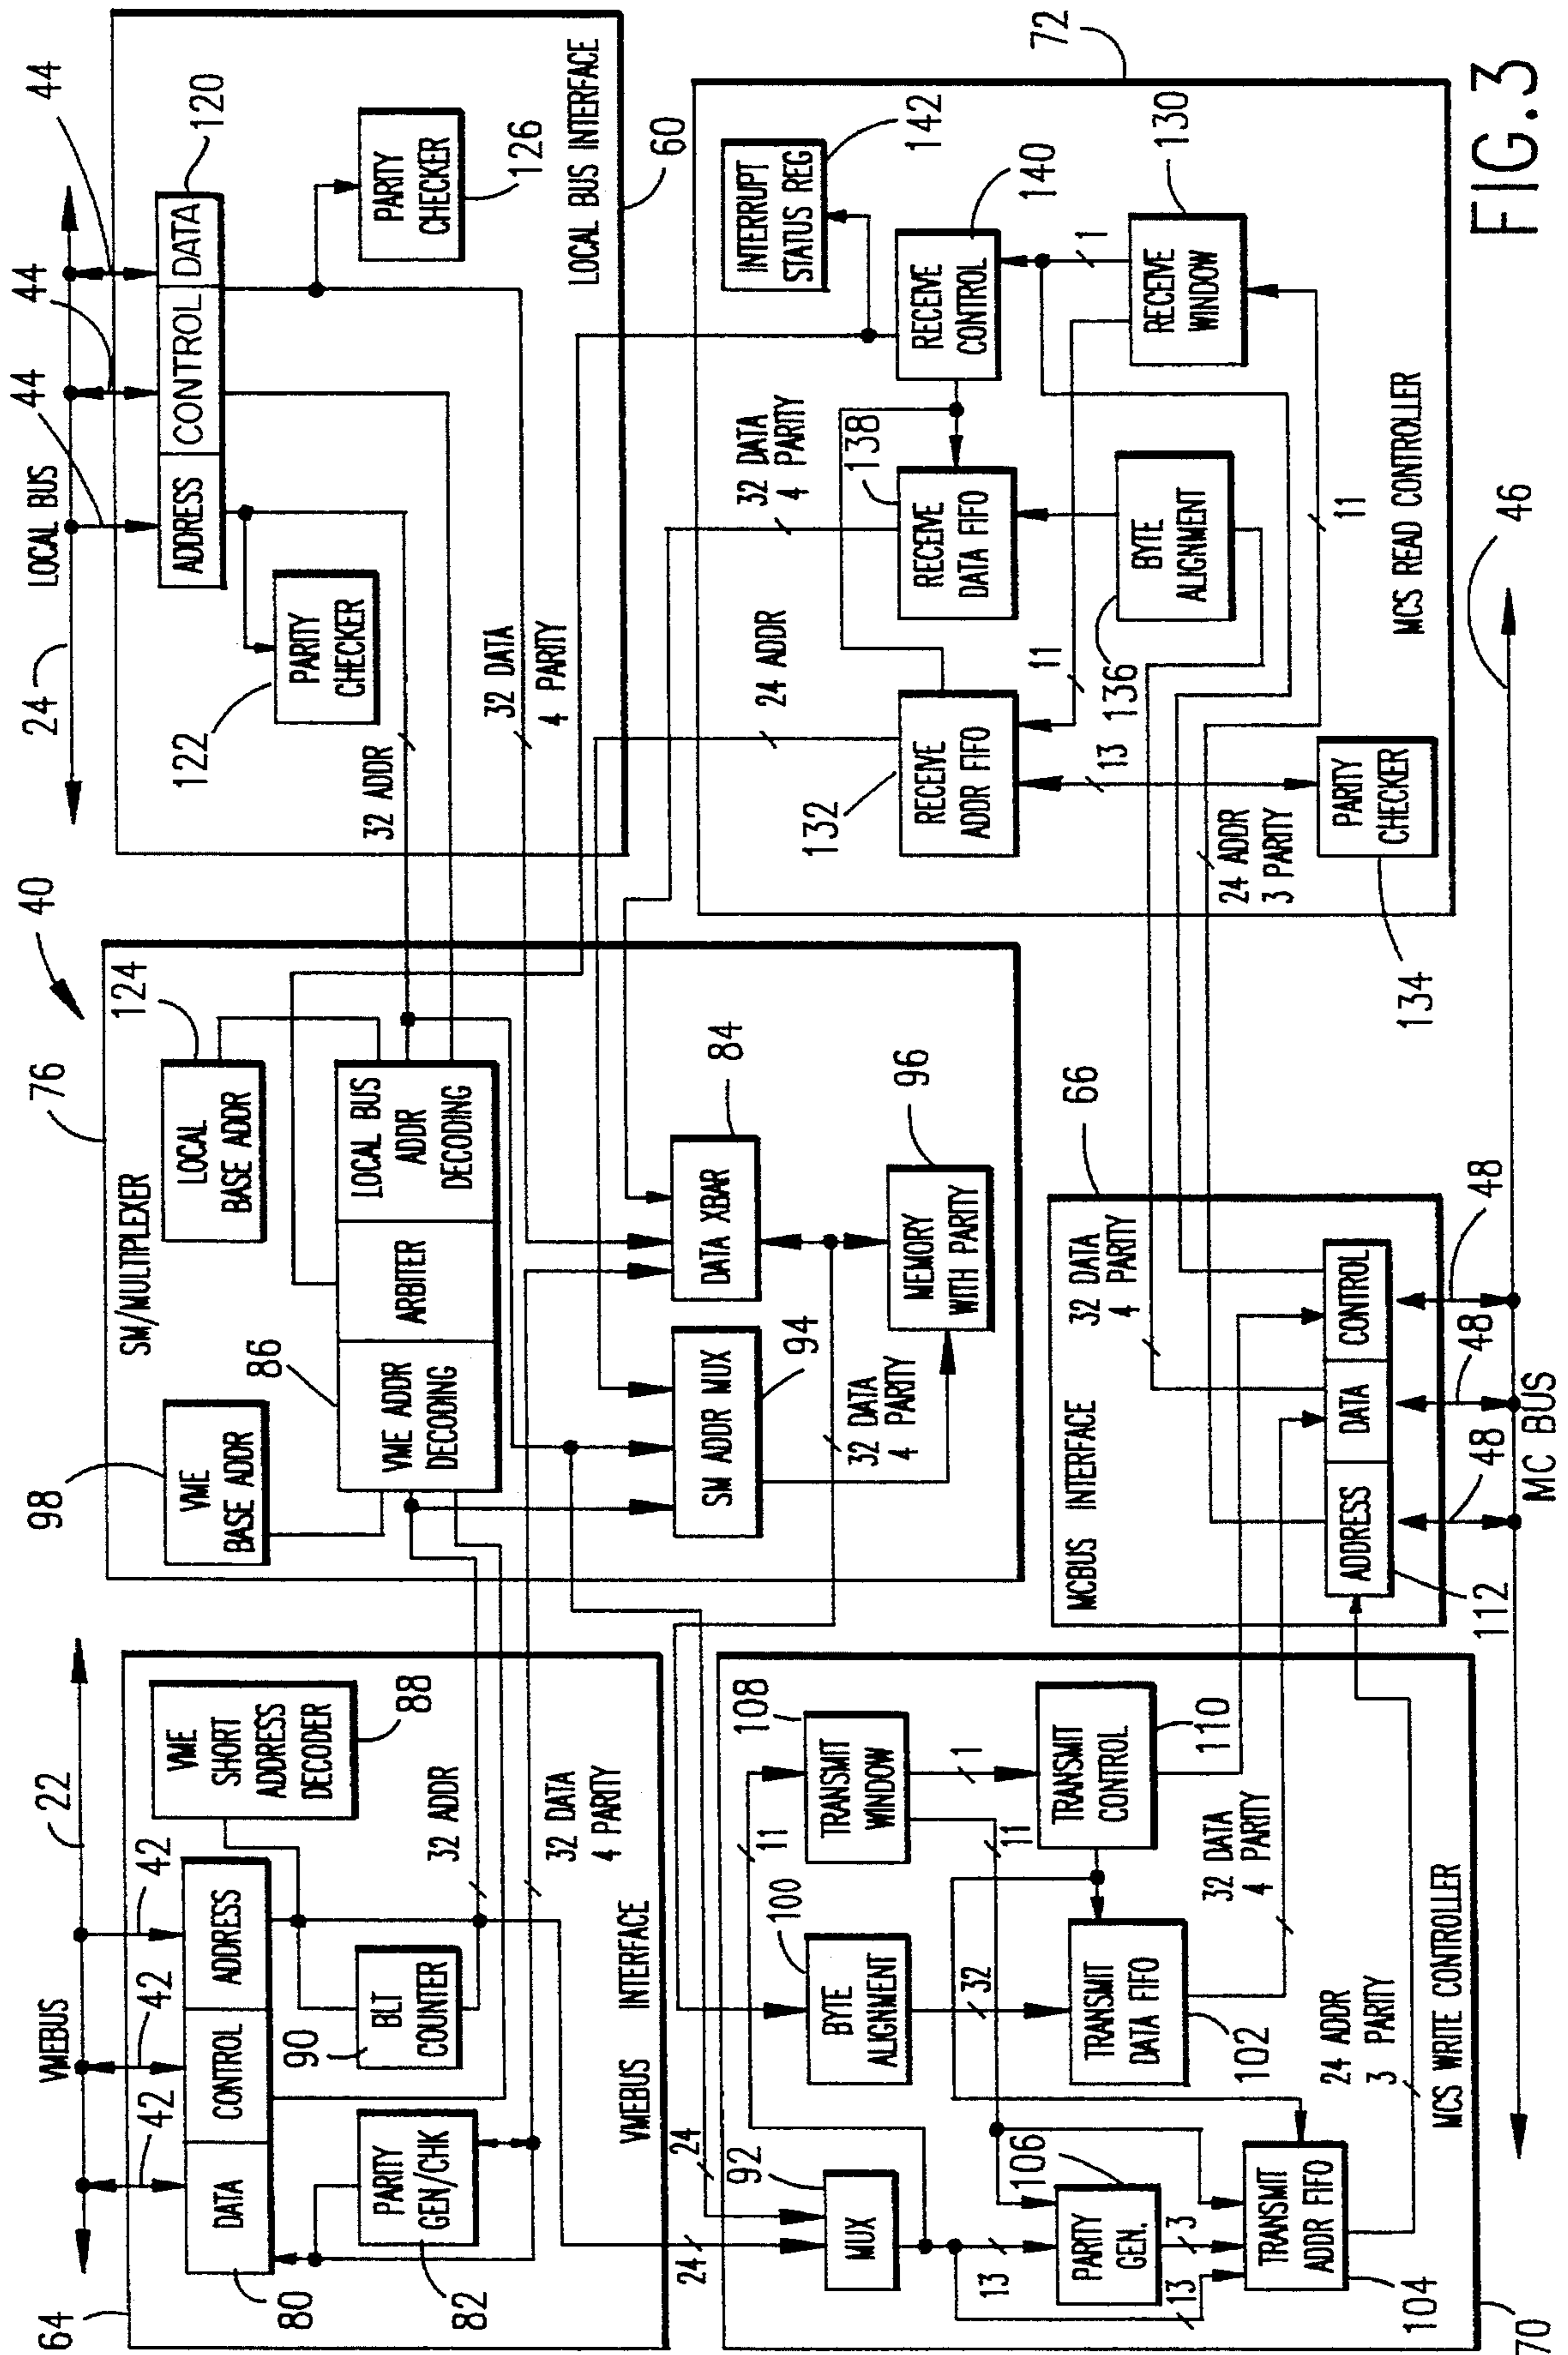 VMEBUS
22
42
42
42
64
DATA
CONTROL
ADDRESS
80
VME
SHORT
ADDRESS
DECODER
88
PARITY
GEN/CHK
82
BLT
COUNTER
90
32 ADDR
32 DATA
4 PARITY
VMEBUS INTERFACE
24
24
40
76
SM/MULTIPLEXER
98
VME
BASE ADDR
LOCAL
BASE ADDR
124
86
VME ADDR
DECODING
ARBITER
LOCAL BUS
ADDR
DECODING
SM ADDR MUX
94
DATA XBAR
84
32 DATA
4 PARITY
MEMORY
WITH PARITY
96
24
LOCAL BUS
44
44
44
44
ADDRESS
CONTROL
DATA
120
122
PARITY
CHECKER
PARITY
CHECKER
126
32 ADDR
32 DATA
4 PARITY
LOCAL BUS INTERFACE
60
92
MUX
11
100
BYTE
ALIGNMENT
108
TRANSMIT
WINDOW
32
11
1
TRANSMIT
CONTROL
110
13
106
PARTY
GEN.
3
13
TRANSMIT
DATA FIFO
102
32 DATA
4 PARITY
TRANSMIT
ADDR FIFO
104
24 ADDR
3 PARITY
MCS WRITE CONTROLLER
70
MCBUS INTERFACE
66
32 DATA
4 PARITY
ADDRESS
DATA
CONTROL
112
48
48
48
MC BUS
46
72
24 ADDR
32 DATA
4 PARITY
INTERRUPT
STATUS REG
142
132
RECEIVE
ADDR FIFO
138
RECEIVE
DATA FIFO
RECEIVE
CONTROL
140
11
13
136
BYTE
ALIGNMENT
1
RECEIVE
WINDOW
130
24 ADDR
3 PARITY
11
PARITY
CHECKER
134
MCS READ CONTROLLER
FIG.3